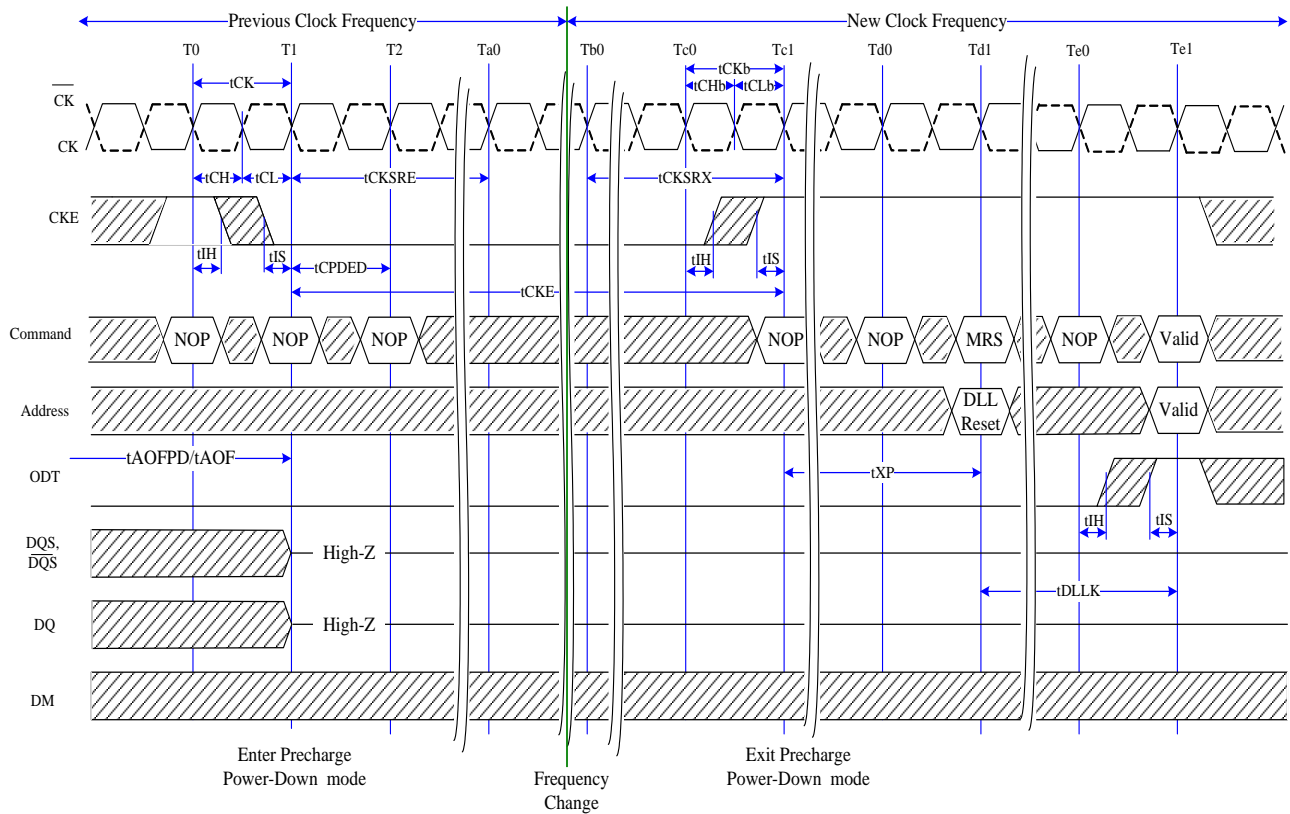 Previous Clock Frequency New Clock Frequency
T0 T1 T2 Ta0 Tb0 Tc0 Tc1 Td0 Td1 Te0 Te1
tCK tCKb
tCHb tCLb
CK
CK
tCH tCL tCKSRE tCKSRX
CKE
tIH tIS tCPDED tIH tIS
tCKE
Command NOP NOP NOP NOP NOP MRS NOP Valid
Address DLL Reset Valid
tAOFPD/tAOF
ODT tXP
tIH tIS
DQS,
DQS High-Z
tDLLK
DQ High-Z
DM
Enter Precharge
Power-Down mode
Frequency
Change
Exit Precharge
Power-Down mode